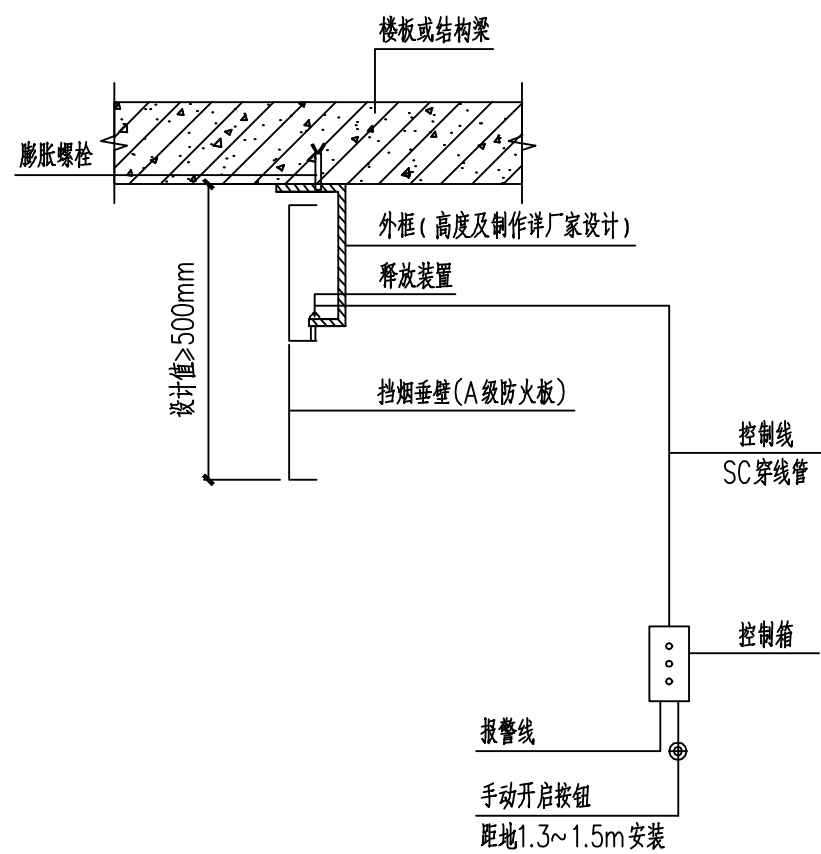 楼板或结构梁
膨胀螺栓
外框(高度及制作详厂家设计)
释放装置
设计值≥500mm
挡烟垂壁(A级防火板)
控制线
SC穿线管
控制箱
报警线
手动开启按钮
距地1.3~1.5m安装